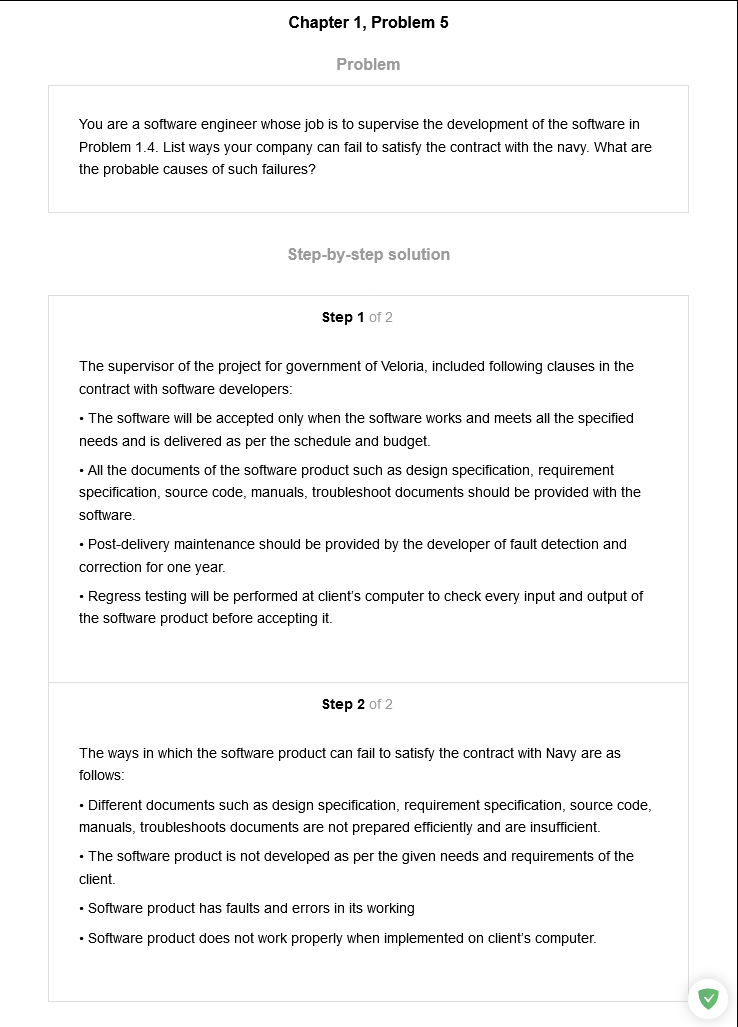 Chapter 1, Problem 5
Problem
You are a software engineer whose job is to supervise the development of the software in
Problem 1.4. List ways your company can fail to satisfy the contract with the navy. What are
the probable causes of such failures?
Step-by-step solution
Step 1 of 2
The supervisor of the project for government of Veloria, included following clauses in the
contract with software developers:
• The software will be accepted only when the software works and meets all the specified
needs and is delivered as per the schedule and budget.
• All the documents of the software product such as design specification, requirement
specification, source code, manuals, troubleshoot documents should be provided with the
software.
• Post-delivery maintenance should be provided by the developer of fault detection and
correction for one year.
• Regress testing will be performed at client's computer to check every input and output of
the software product before accepting it.
Step 2 of 2
The ways in which the software product can fail to satisfy the contract with Navy are as
follows:
• Different documents such as design specification, requirement specification, source code,
manuals, troubleshoots documents are not prepared efficiently and are insufficient.
• The software product is not developed as per the given needs and requirements of the
client.
• Software product has faults and errors in its working
• Software product does not work properly when implemented on client's computer.